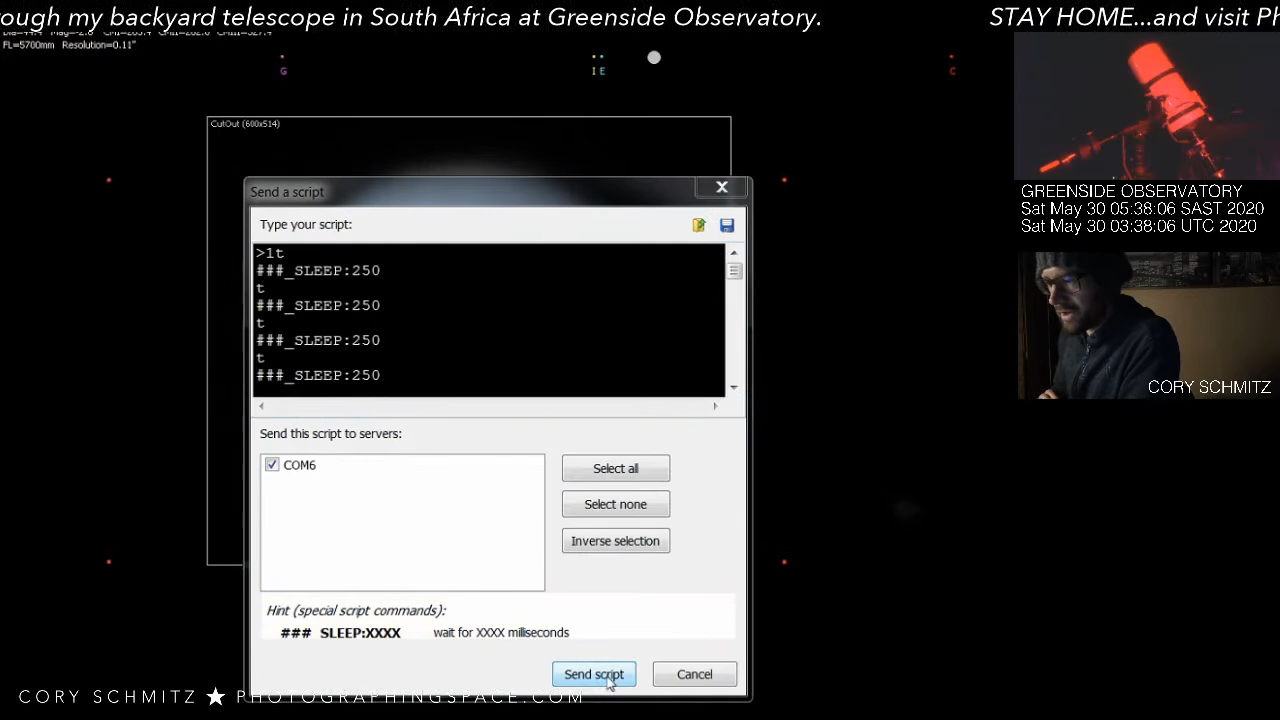 rough my backyard telescope in South Africa at Greenside Observatory.
STAY HOME...and visit Ph
FL=5700mm Resolution=0.11"
G
I E
C
CutOut (600x514)
GREENSIDE OBSERVATORY
Sat May 30 05:38:06 SAST 2020
Sat May 30 03:38:06 UTC 2020
CORY SCHMITZ
Send a script
X
Type your script:
>1t
###_SLEEP:250
t
###_SLEEP:250
t
###_SLEEP:250
t
###_SLEEP:250
Send this script to servers:
COM6
Select all
Select none
Inverse selection
Hint (special script commands):
### SLEEP:XXXX wait for XXXX miliseconds
Send script
Cancel
CORY SCHMITZ ★ PHOTOGRAPHINGSPACE.COM